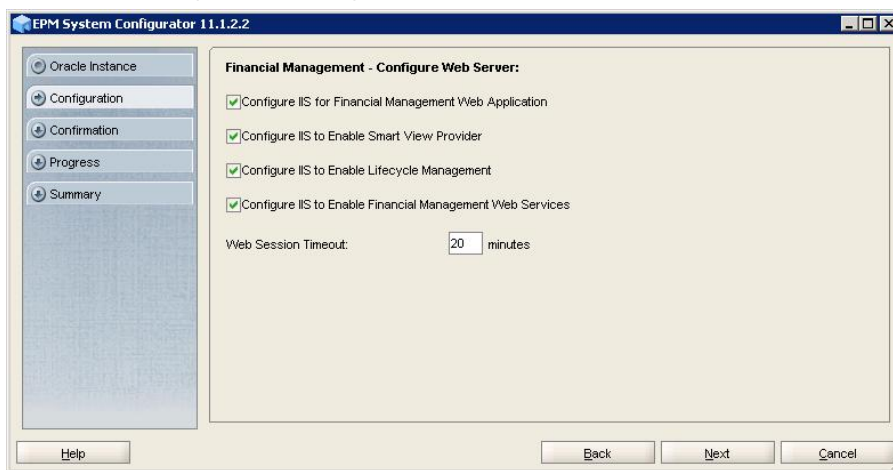 EPM System Configurator 11.1.2.2
Oracle Instance
Configuration
Confirmation
Progress
Summary
Financial Management - Configure Web Server:
Configure IIS for Financial Management Web Application
Configure IIS to Enable Smart View Provider
Configure IIS to Enable Lifecycle Management
Configure IIS to Enable Financial Management Web Services
Web Session Timeout: 20 minutes
Help Back Next Cancel